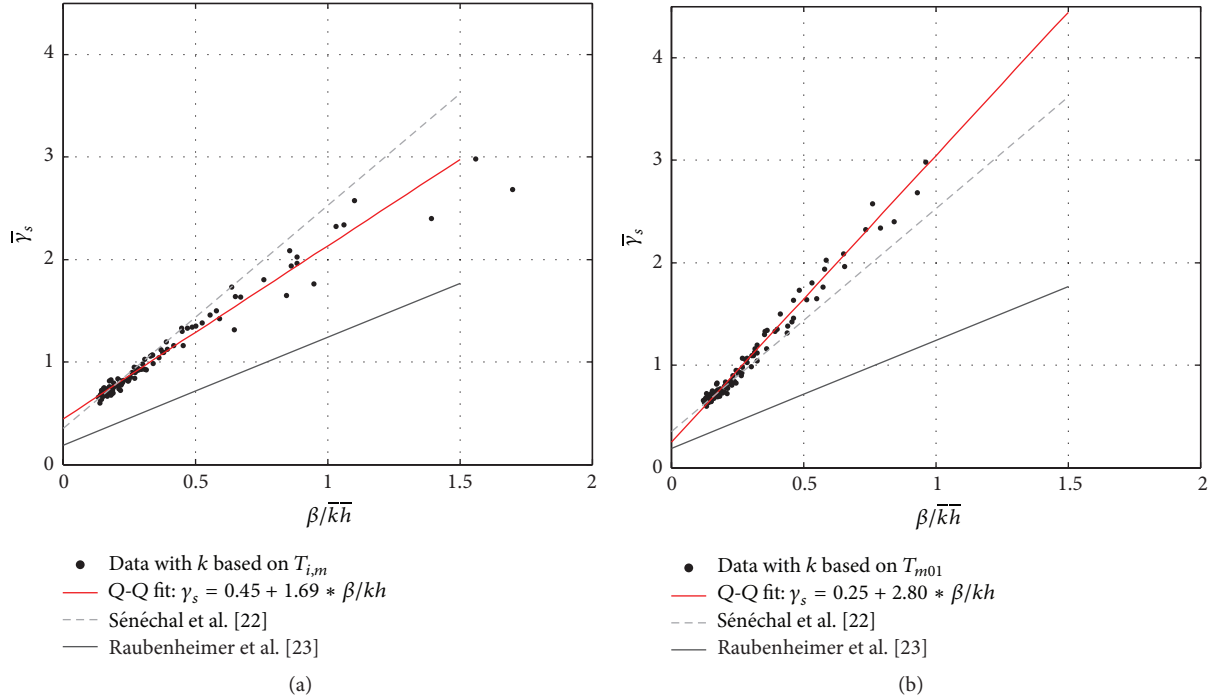 4
3
2
1
0
γ̅s
0 0.5 1 1.5 2
β/k̅h̅
● Data with k based on Ti,m
Q-Q fit: γs = 0.45 + 1.69 ∗ β/kh
Sénéchal et al. [22]
Raubenheimer et al. [23]
(a)
4
3
2
1
0
γ̅s
0 0.5 1 1.5 2
β/k̅h̅
● Data with k based on Tm01
Q-Q fit: γs = 0.25 + 2.80 ∗ β/kh
Sénéchal et al. [22]
Raubenheimer et al. [23]
(b)